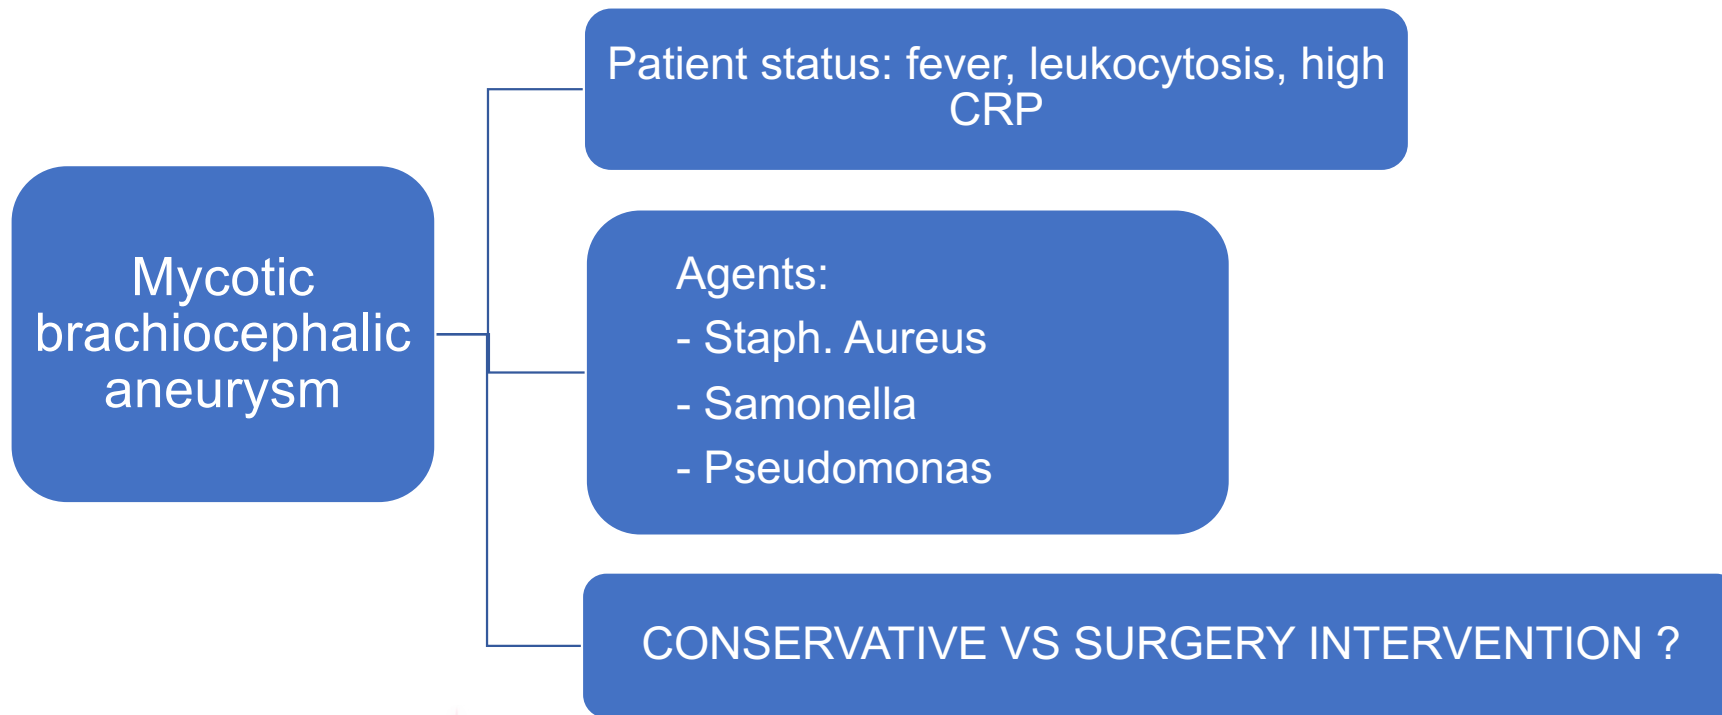 Patient status: fever, leukocytosis, high
CRP
Mycotic
brachiocephalic
aneurysm
Agents:
- Staph. Aureus
- Samonella
- Pseudomonas
CONSERVATIVE VS SURGERY INTERVENTION ?